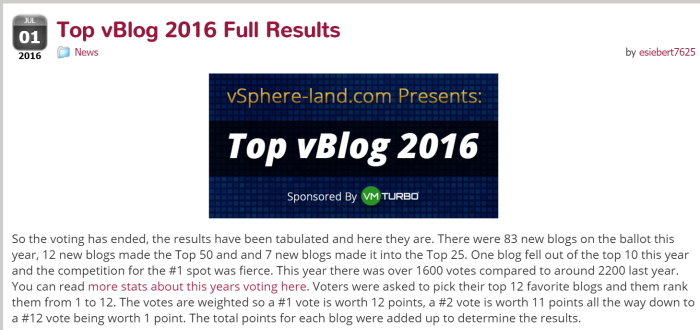 JUL
01
2016
Top vBlog 2016 Full Results
News
by esiebert7625
vSphere-land.com Presents:
Top vBlog 2016
Sponsored By VM TURBO
So the voting has ended, the results have been tabulated and here they are. There were 83 new blogs on the ballot this
year, 12 new blogs made the Top 50 and and 7 new blogs made it into the Top 25. One blog fell out of the top 10 this year
and the competition for the #1 spot was fierce. This year there was over 1600 votes compared to around 2200 last year.
You can read more stats about this years voting here. Voters were asked to pick their top 12 favorite blogs and them rank
them from 1 to 12. The votes are weighted so a #1 vote is worth 12 points, a #2 vote is worth 11 points all the way down to
a #12 vote being worth 1 point. The total points for each blog were added up to determine the results.